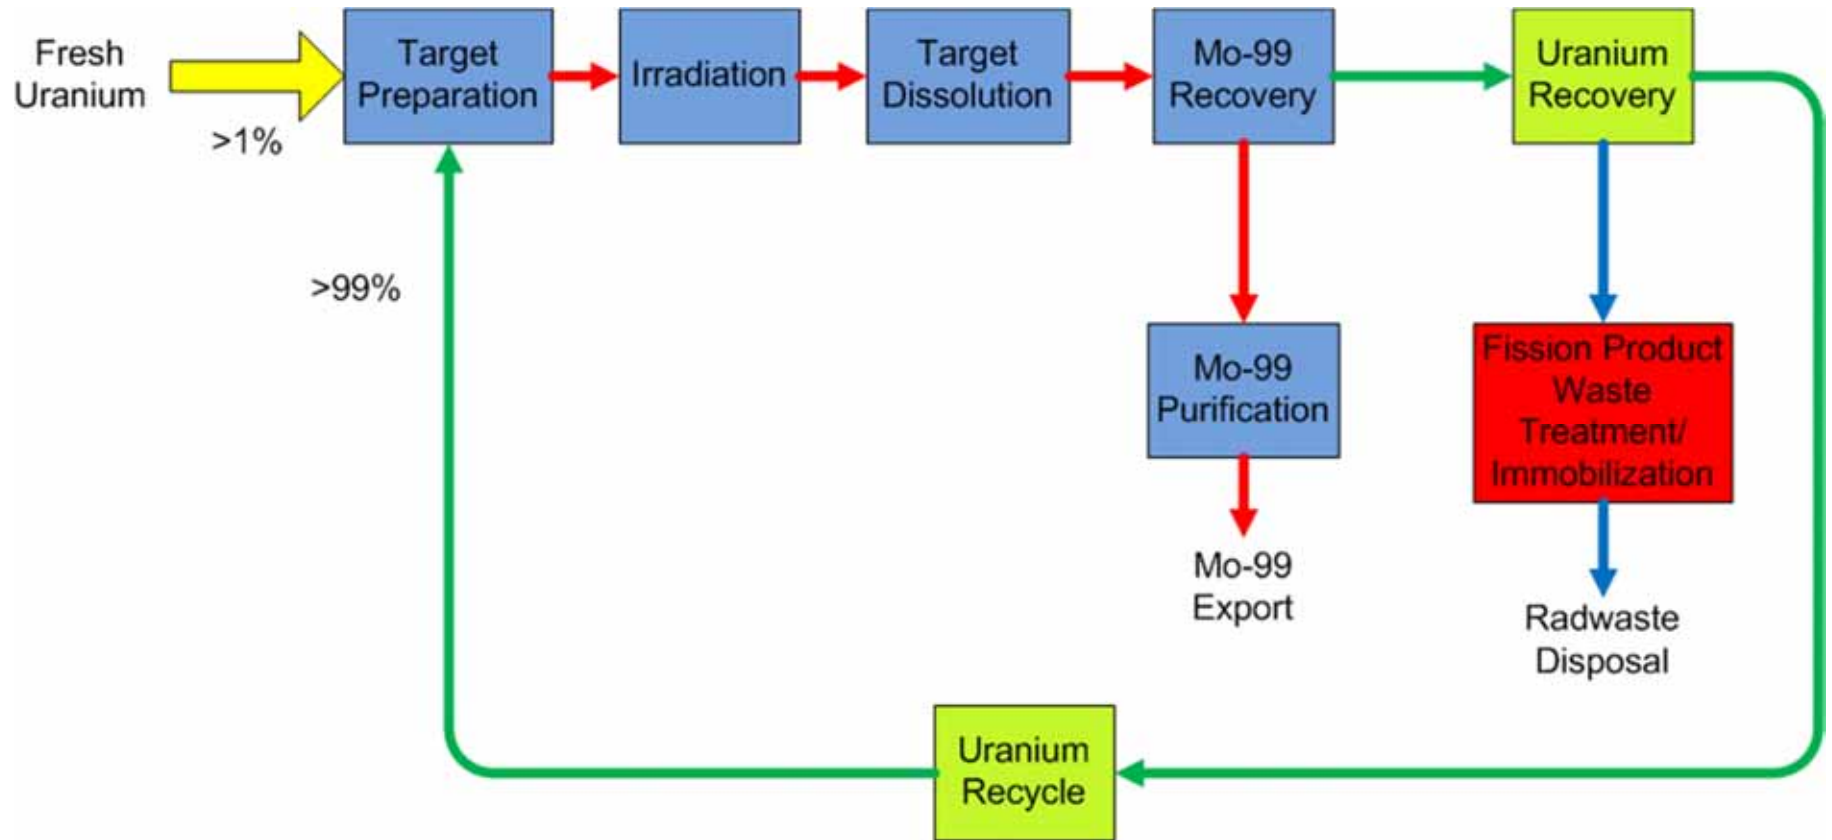 Fresh
Uranium
>1%
Target
Preparation
Irradiation
Target
Dissolution
Mo-99
Recovery
Uranium
Recovery
>99%
Mo-99
Purification
Fission Product
Waste
Treatment/
Immobilization
Mo-99
Export
Radwaste
Disposal
Uranium
Recycle